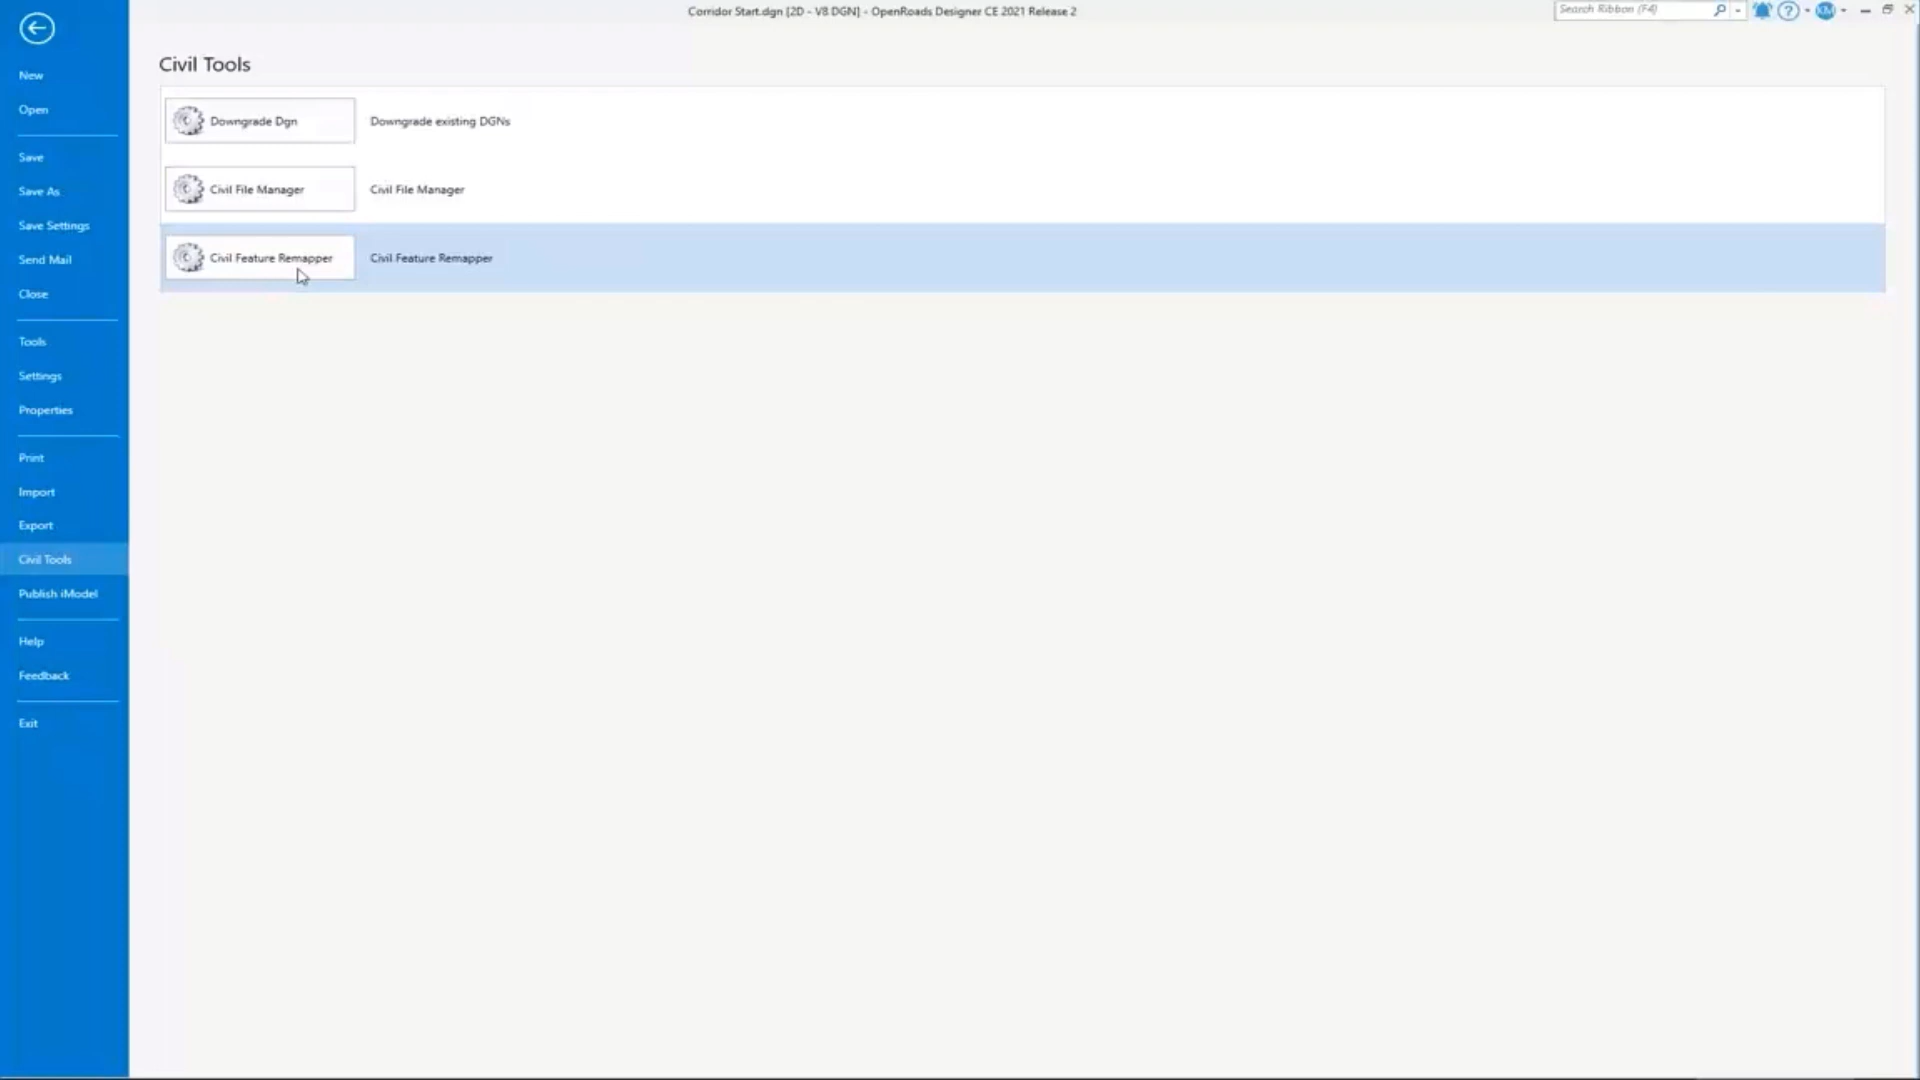 Corridor Start.dgn [2D - V8 DGN] - OpenRoads Designer CE 2021 Release 2
Search Ribbon (F4)
New
Open
Save
Save As
Save Settings
Send Mail
Close
Tools
Settings
Properties
Print
Import
Export
Civil Tools
Publish iModel
Help
Feedback
Exit
Civil Tools
Downgrade Dgn Downgrade existing DGNs
Civil File Manager Civil File Manager
Civil Feature Remapper Civil Feature Remapper